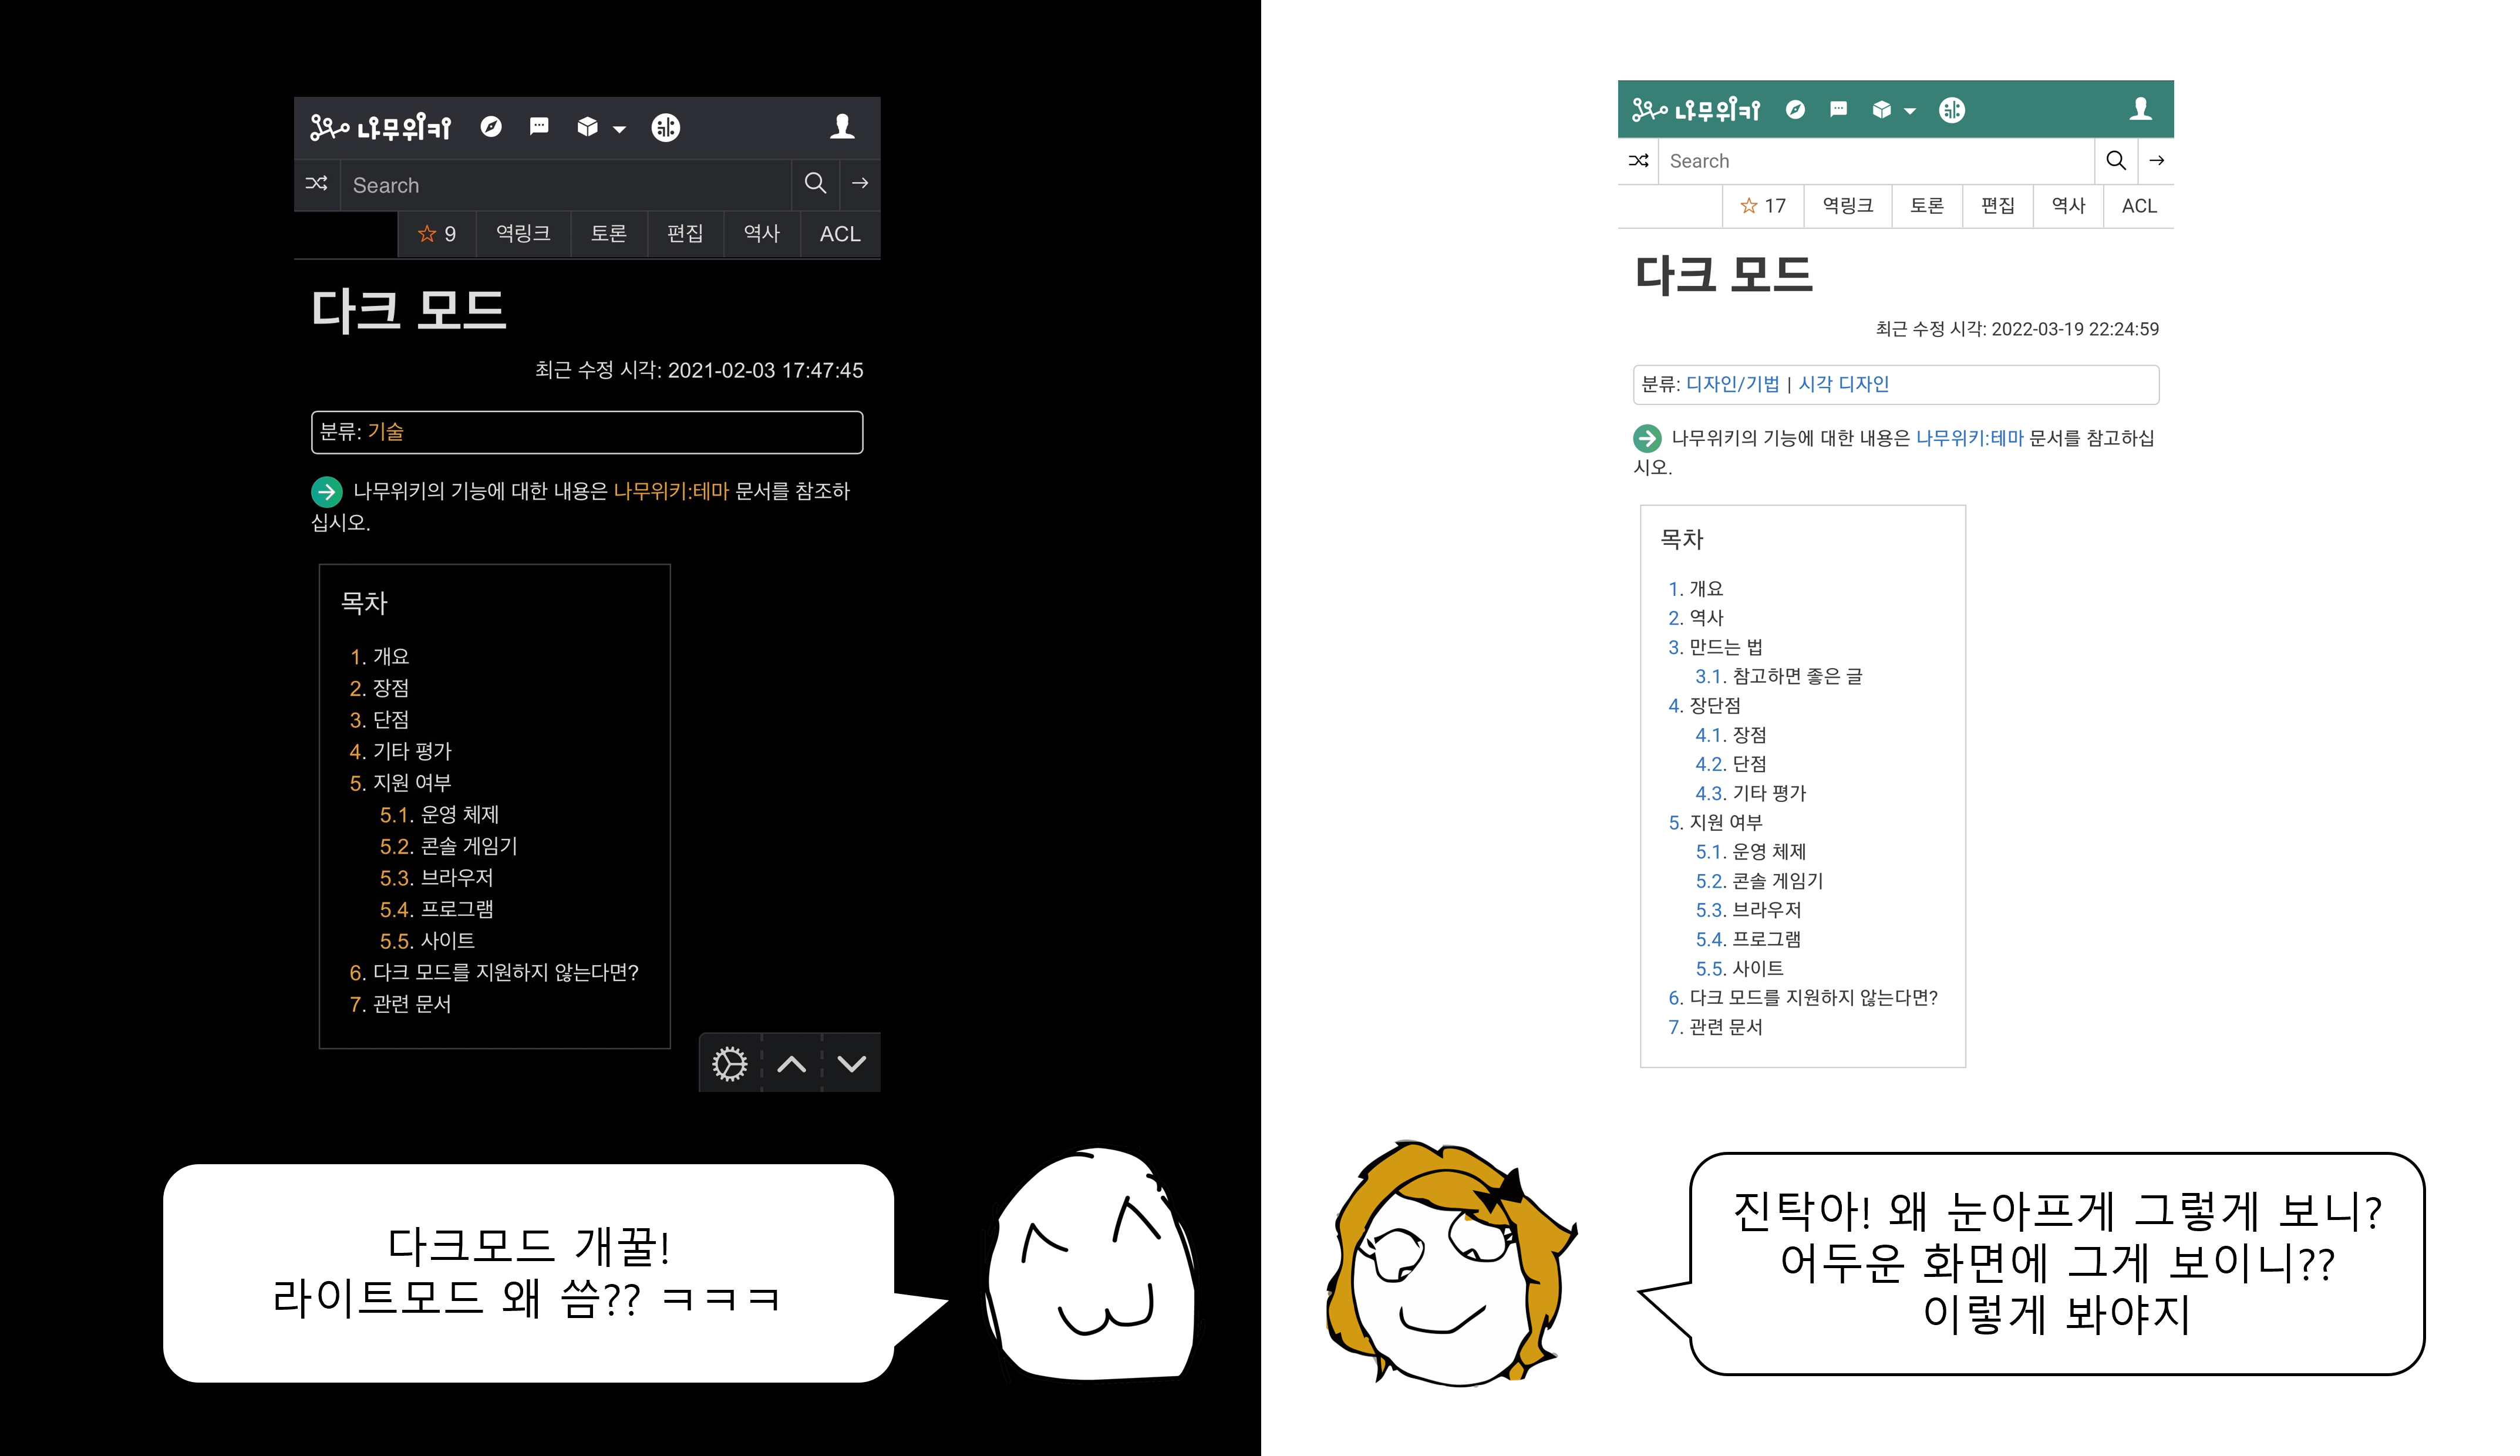 나무위키
Search
9 역링크 토론 편집 역사 ACL
다크 모드
최근 수정 시각: 2021-02-03 17:47:45
분류: 기술
나무위키의 기능에 대한 내용은 나무위키:테마 문서를 참조하
십시오.
목차
1. 개요
2. 장점
3. 단점
4. 기타 평가
5. 지원 여부
5.1. 운영 체제
5.2. 콘솔 게임기
5.3. 브라우저
5.4. 프로그램
5.5. 사이트
6. 다크 모드를 지원하지 않는다면?
7. 관련 문서
다크모드 개꿀!
라이트모드 왜 씀?? ㅋㅋㅋ
나무위키
Search
17 역링크 토론 편집 역사 ACL
다크 모드
최근 수정 시각: 2022-03-19 22:24:59
분류: 디자인/기법 | 시각 디자인
나무위키의 기능에 대한 내용은 나무위키:테마 문서를 참고하십
시오.
목차
1. 개요
2. 역사
3. 만드는 법
3.1. 참고하면 좋은 글
4. 장단점
4.1. 장점
4.2. 단점
4.3. 기타 평가
5. 지원 여부
5.1. 운영 체제
5.2. 콘솔 게임기
5.3. 브라우저
5.4. 프로그램
5.5. 사이트
6. 다크 모드를 지원하지 않는다면?
7. 관련 문서
진탁아! 왜 눈아프게 그렇게 보니?
어두운 화면에 그게 보이니??
이렇게 봐야지